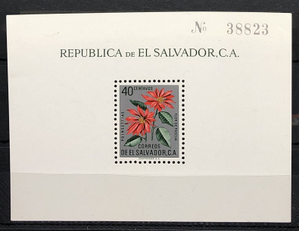 Nº 38823
REPUBLICA DE EL SALVADOR, C.A.
40 CENTAVOS
CORREOS
DE EL SALVADOR, C.A.